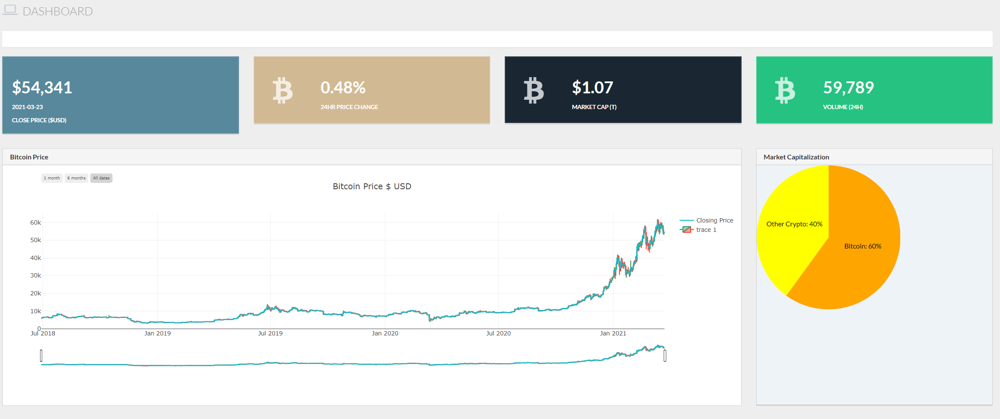 DASHBOARD
$54,341
2021-03-23
CLOSE PRICE ($USD)
0.48%
24HR PRICE CHANGE
$1.07
MARKET CAP (T)
59,789
VOLUME (24H)
Bitcoin Price
1 month 6 months All dates
Bitcoin Price $ USD
60k
50k
40k
30k
20k
10k
0
Jul 2018 Jan 2019 Jul 2019 Jan 2020 Jul 2020 Jan 2021
Closing Price
trace 1
Market Capitalization
Other Crypto: 40%
Bitcoin: 60%